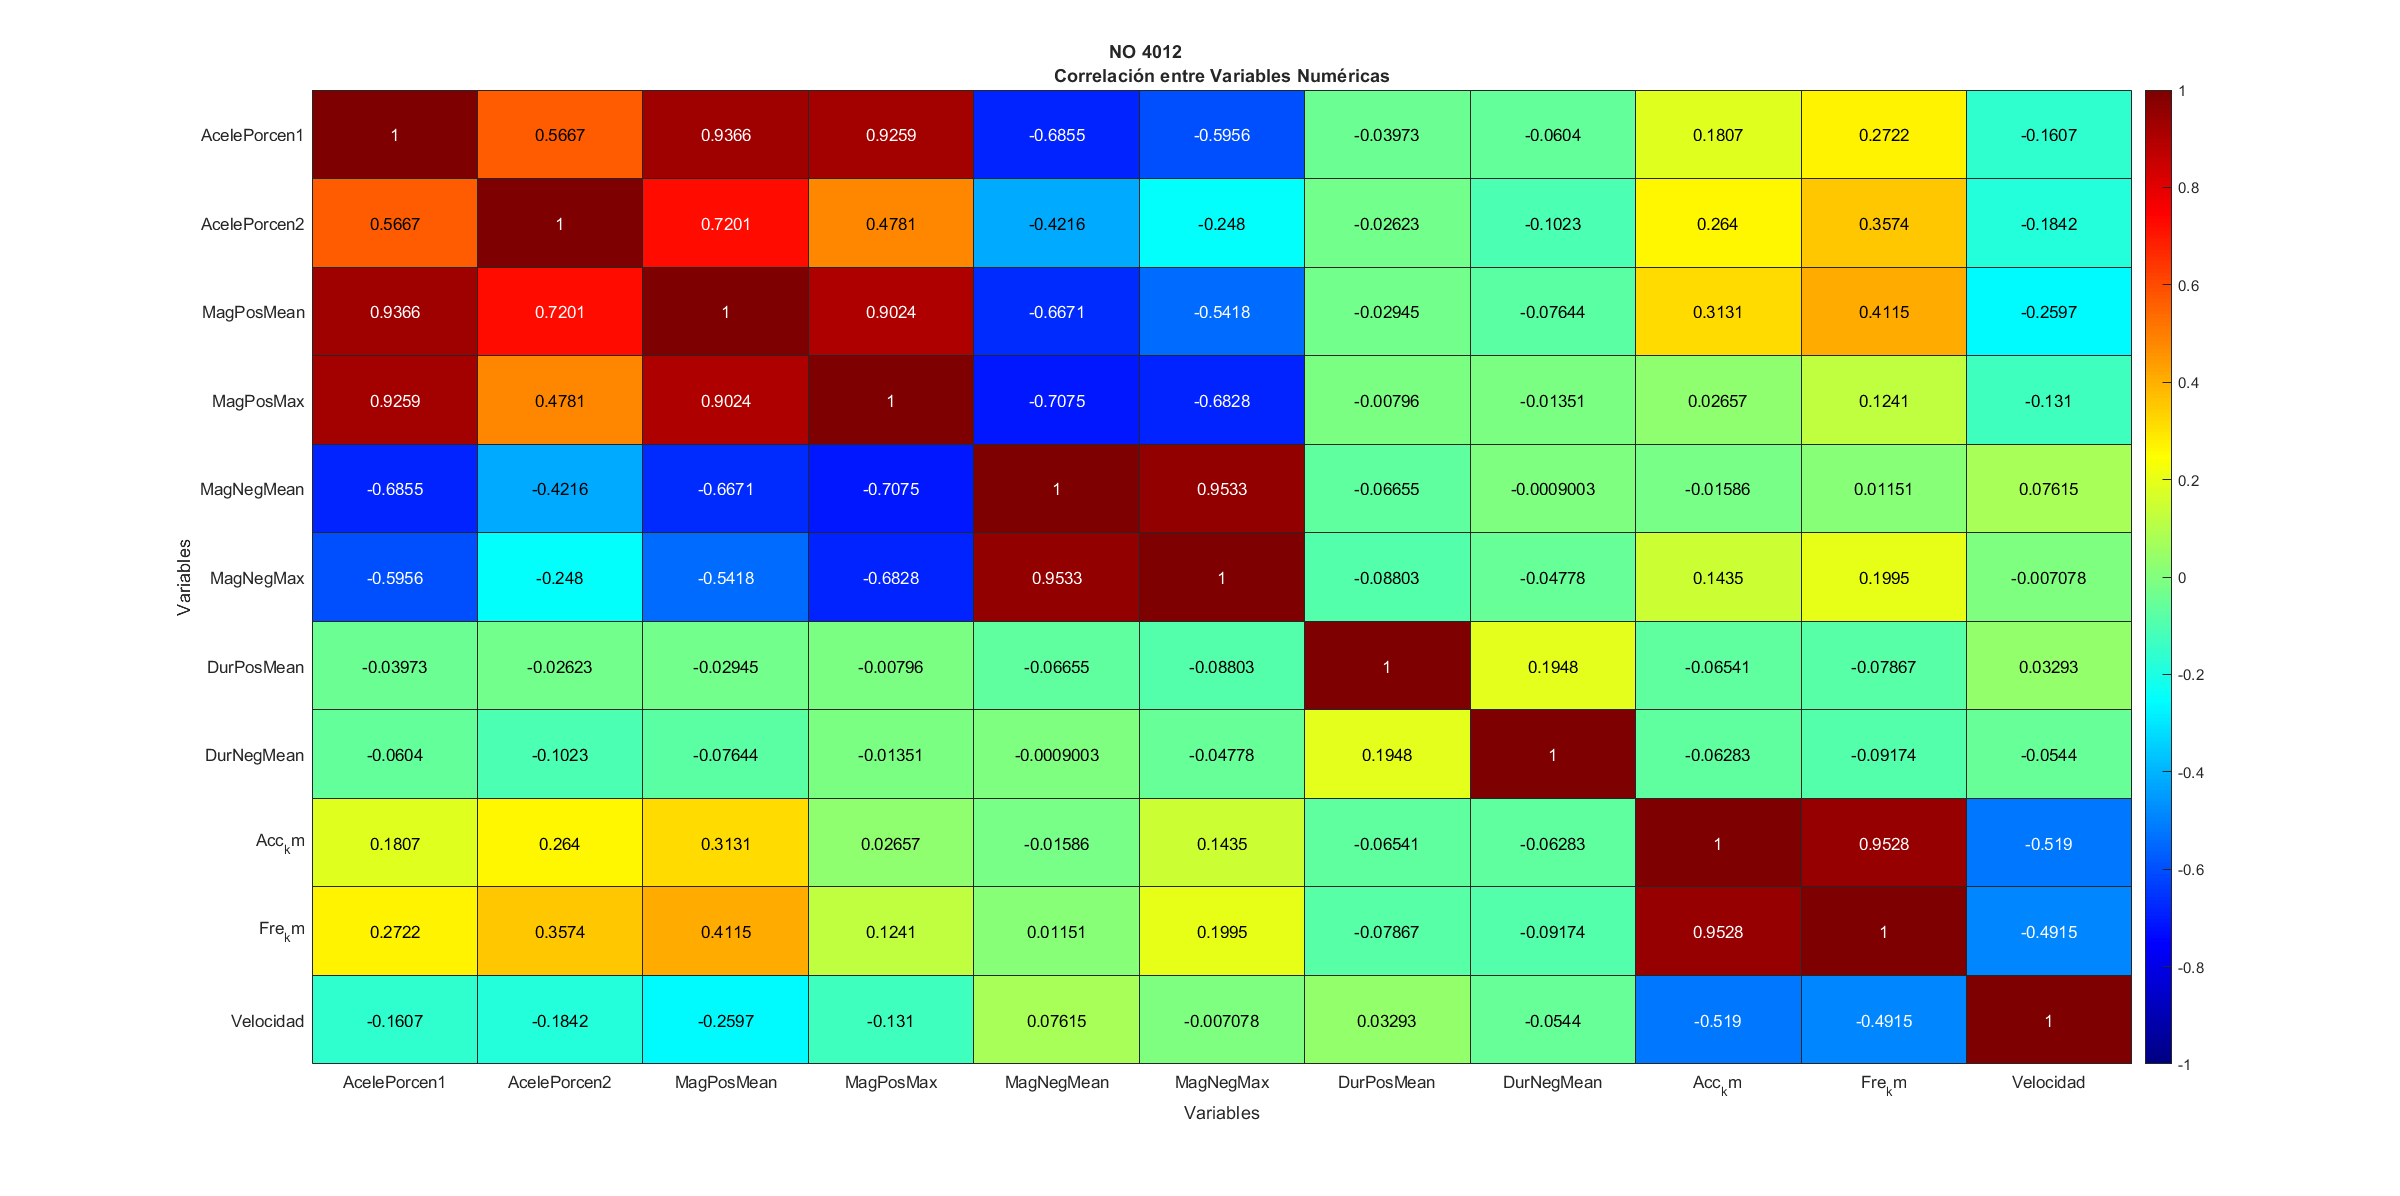 NO 4012
Correlación entre Variables Numéricas
AcelePorcen1 1 0.5667 0.9366 0.9259 -0.6855 -0.5956 -0.03973 -0.0604 0.1807 0.2722 -0.1607
AcelePorcen2 0.5667 1 0.7201 0.4781 -0.4216 -0.248 -0.02623 -0.1023 0.264 0.3574 -0.1842
MagPosMean 0.9366 0.7201 1 0.9024 -0.6671 -0.5418 -0.02945 -0.07644 0.3131 0.4115 -0.2597
MagPosMax 0.9259 0.4781 0.9024 1 -0.7075 -0.6828 -0.00796 -0.01351 0.02657 0.1241 -0.131
MagNegMean -0.6855 -0.4216 -0.6671 -0.7075 1 0.9533 -0.06655 -0.0009003 -0.01586 0.01151 0.07615
MagNegMax -0.5956 -0.248 -0.5418 -0.6828 0.9533 1 -0.08803 -0.04778 0.1435 0.1995 -0.007078
DurPosMean -0.03973 -0.02623 -0.02945 -0.00796 -0.06655 -0.08803 1 0.1948 -0.06541 -0.07867 0.03293
DurNegMean -0.0604 -0.1023 -0.07644 -0.01351 -0.0009003 -0.04778 0.1948 1 -0.06283 -0.09174 -0.0544
Acckm 0.1807 0.264 0.3131 0.02657 -0.01586 0.1435 -0.06541 -0.06283 1 0.9528 -0.519
Frekm 0.2722 0.3574 0.4115 0.1241 0.01151 0.1995 -0.07867 -0.09174 0.9528 1 -0.4915
Velocidad -0.1607 -0.1842 -0.2597 -0.131 0.07615 -0.007078 0.03293 -0.0544 -0.519 -0.4915 1
AcelePorcen1 AcelePorcen2 MagPosMean MagPosMax MagNegMean MagNegMax DurPosMean DurNegMean Acckm Frekm Velocidad
Variables
Variables
1
0.8
0.6
0.4
0.2
0
-0.2
-0.4
-0.6
-0.8
-1